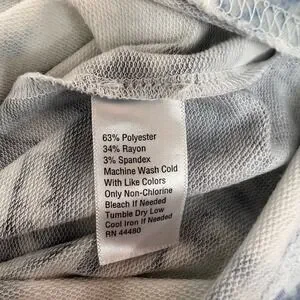 63% Polyester
34% Rayon
3% Spandex
Machine Wash Cold
With Like Colors
Only Non-Chlorine
Bleach If Needed
Tumble Dry Low
Cool Iron If Needed
RN 44480